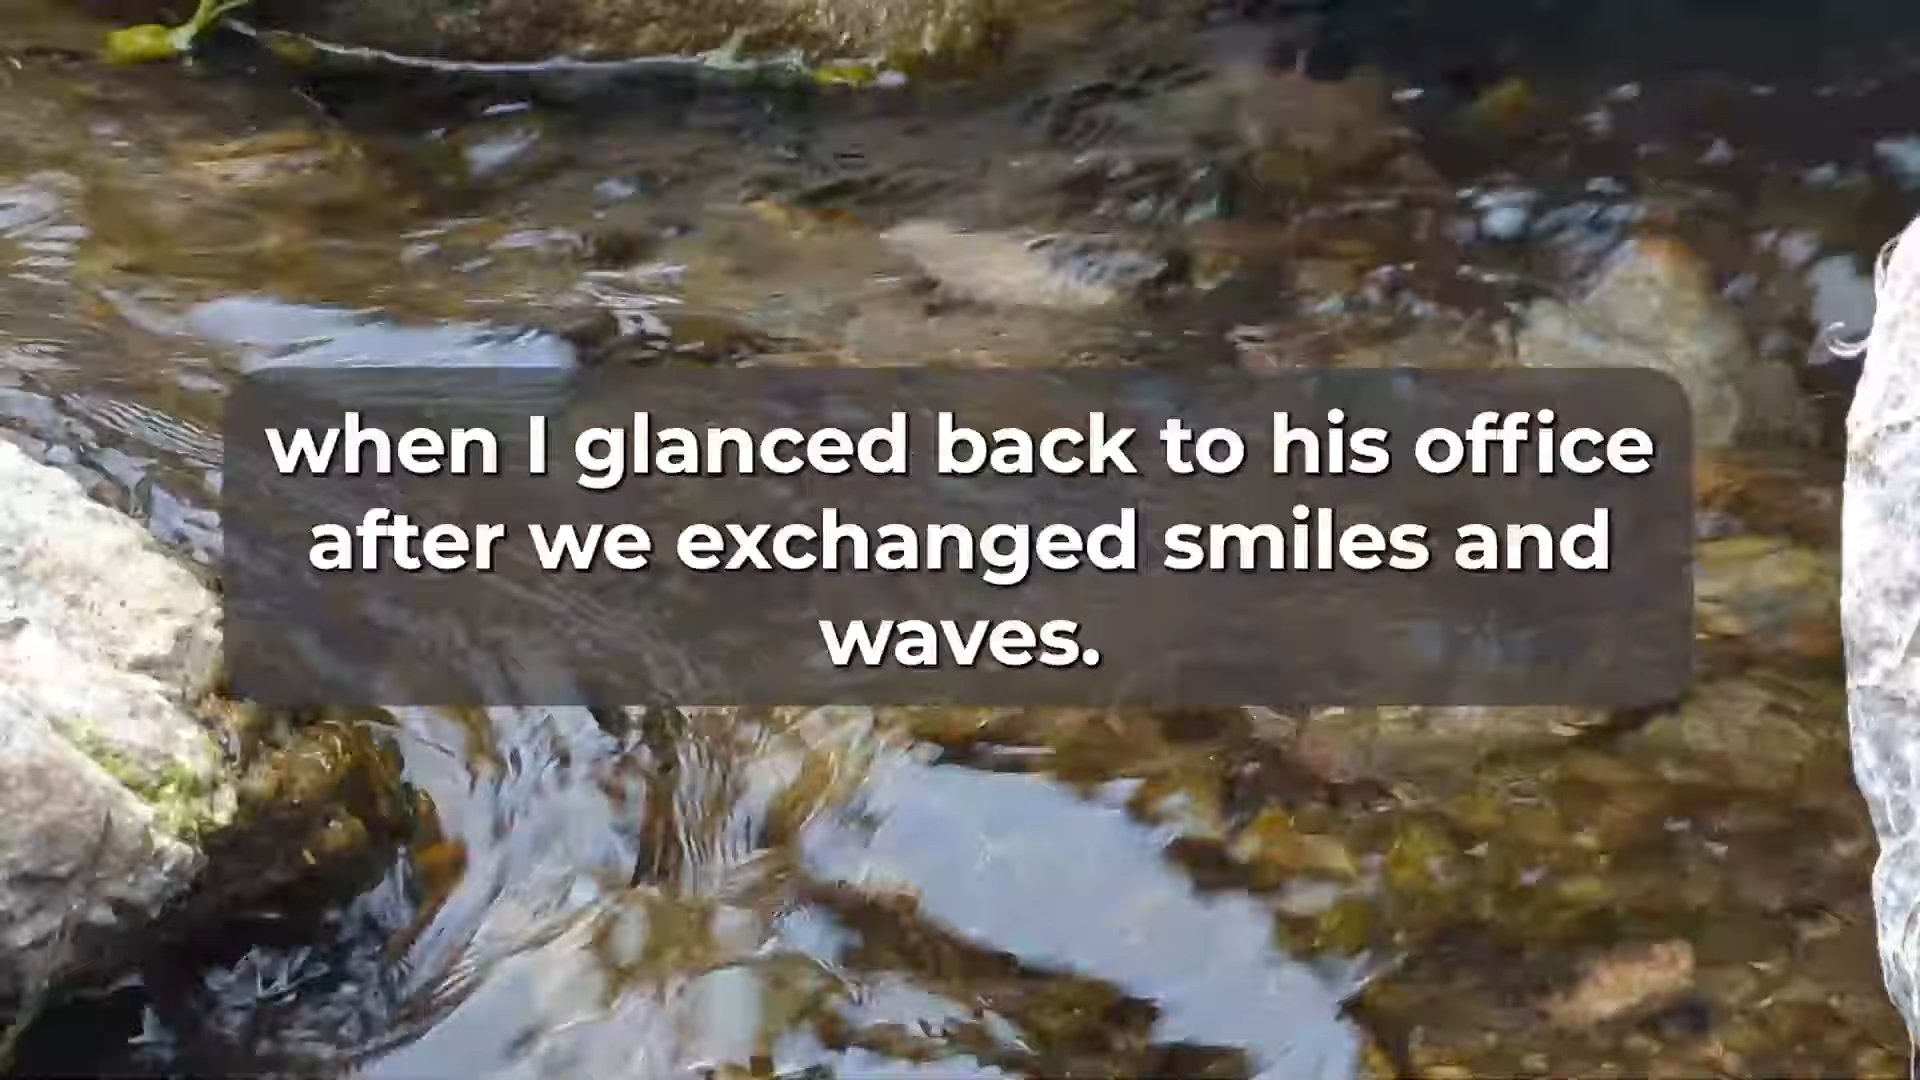 when I glanced back to his office
after we exchanged smiles and
waves.